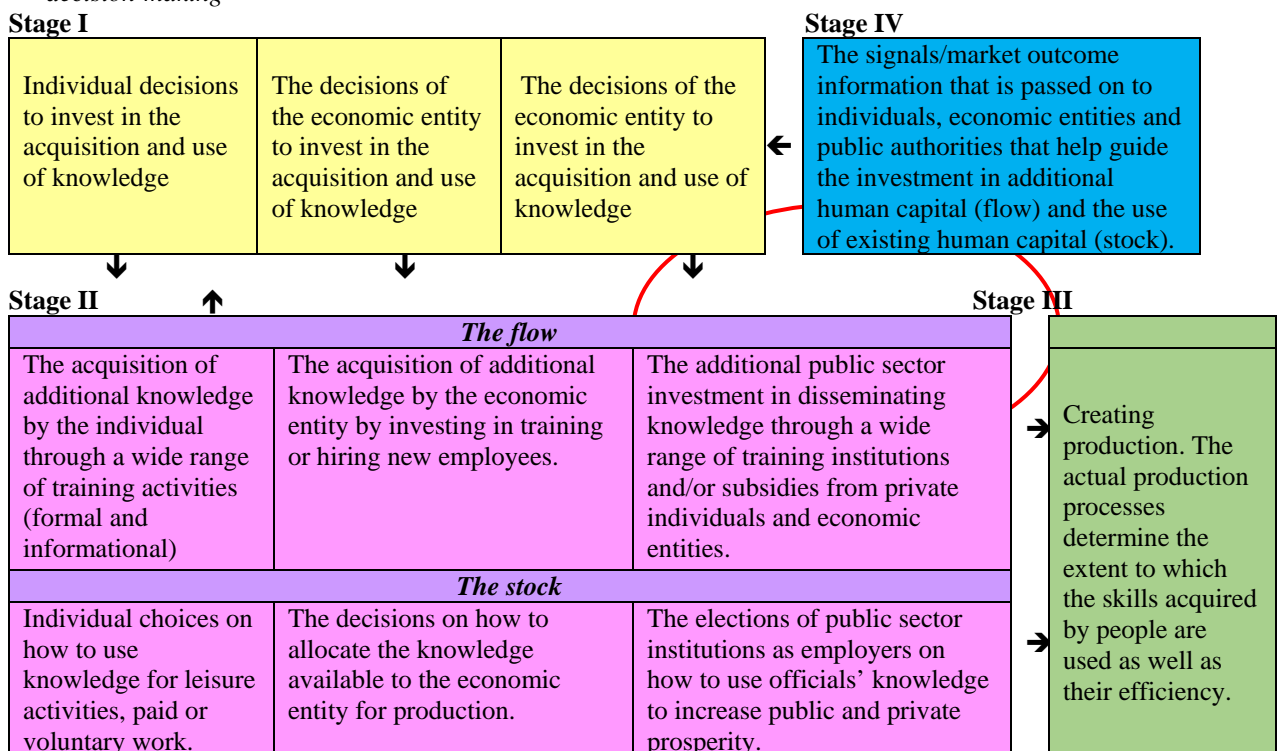 decision-making
Stage I
Stage IV
Individual decisions
to invest in the
acquisition and use
of knowledge
The decisions of
the economic entity
to invest in the
acquisition and use
of knowledge
The decisions of the
economic entity to
invest in the
acquisition and use of
knowledge
The signals/market outcome
information that is passed on to
individuals, economic entities and
public authorities that help guide
the investment in additional
human capital (flow) and the use
of existing human capital (stock).
Stage II
Stage III
The flow
The acquisition of
additional knowledge
by the individual
through a wide range
of training activities
(formal and
informational)
The acquisition of additional
knowledge by the economic
entity by investing in training
or hiring new employees.
The additional public sector
investment in disseminating
knowledge through a wide
range of training institutions
and/or subsidies from private
individuals and economic
entities.
The stock
Individual choices on
how to use
knowledge for leisure
activities, paid or
voluntary work.
The decisions on how to
allocate the knowledge
available to the economic
entity for production.
The elections of public sector
institutions as employers on
how to use officials' knowledge
to increase public and private
prosperity.
Creating
production. The
actual production
processes
determine the
extent to which
the skills acquired
by people are
used as well as
their efficiency.